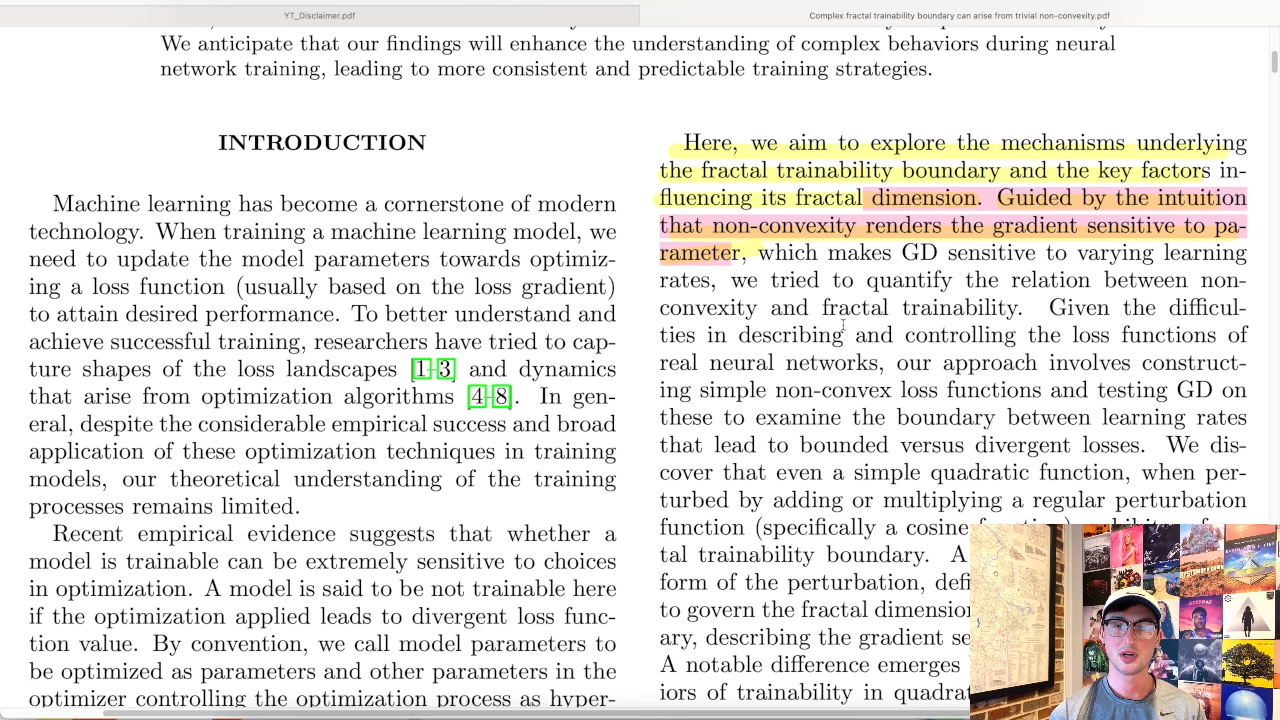 YT_Disclaimer.pdf
Complex fractal trainability boundary can arise from trivial non-convexity.pdf
We anticipate that our findings will enhance the understanding of complex behaviors during neural
network training, leading to more consistent and predictable training strategies.
INTRODUCTION
Machine learning has become a cornerstone of modern
technology. When training a machine learning model, we
need to update the model parameters towards optimiz-
ing a loss function (usually based on the loss gradient)
to attain desired performance. To better understand and
achieve successful training, researchers have tried to cap-
ture shapes of the loss landscapes [1–3] and dynamics
that arise from optimization algorithms [4–8]. In gen-
eral, despite the considerable empirical success and broad
application of these optimization techniques in training
models, our theoretical understanding of the training
processes remains limited.
Recent empirical evidence suggests that whether a
model is trainable can be extremely sensitive to choices
in optimization. A model is said to be not trainable here
if the optimization applied leads to divergent loss func-
tion value. By convention, we call model parameters to
be optimized as parameters and other parameters in the
optimizer controlling the optimization process as hyper-
Here, we aim to explore the mechanisms underlying
the fractal trainability boundary and the key factors in-
fluencing its fractal dimension. Guided by the intuition
that non-convexity renders the gradient sensitive to pa-
rameter, which makes GD sensitive to varying learning
rates, we tried to quantify the relation between non-
convexity and fractal trainability. Given the difficul-
ties in describing and controlling the loss functions of
real neural networks, our approach involves construct-
ing simple non-convex loss functions and testing GD on
these to examine the boundary between learning rates
that lead to bounded versus divergent losses. We dis-
cover that even a simple quadratic function, when per-
turbed by adding or multiplying a regular perturbation
function (specifically a cosine
tal trainability boundary. A
form of the perturbation, defi
to govern the fractal dimension
ary, describing the gradient se
A notable difference emerges
iors of trainability in quadrat